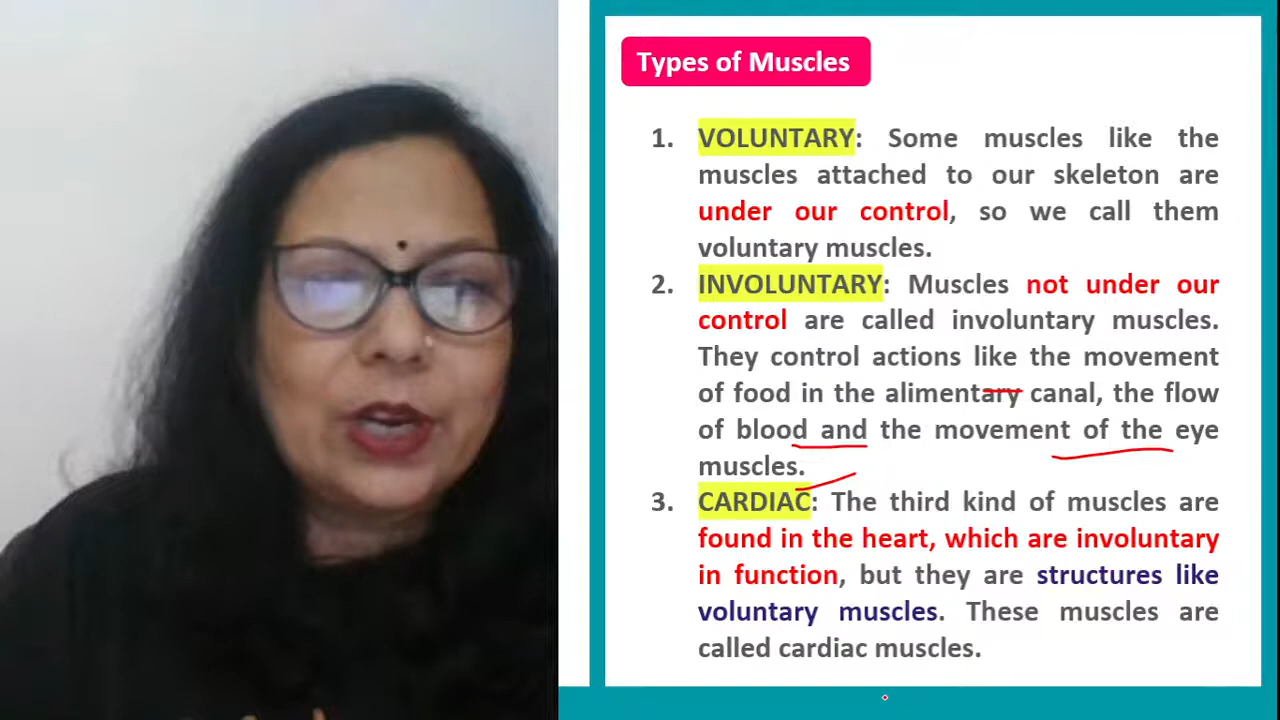 Types of Muscles
1. VOLUNTARY: Some muscles like the
muscles attached to our skeleton are
under our control, so we call them
voluntary muscles.
2. INVOLUNTARY: Muscles not under our
control are called involuntary muscles.
They control actions like the movement
of food in the alimentary canal, the flow
of blood and the movement of the eye
muscles.
3. CARDIAC: The third kind of muscles are
found in the heart, which are involuntary
in function, but they are structures like
voluntary muscles. These muscles are
called cardiac muscles.